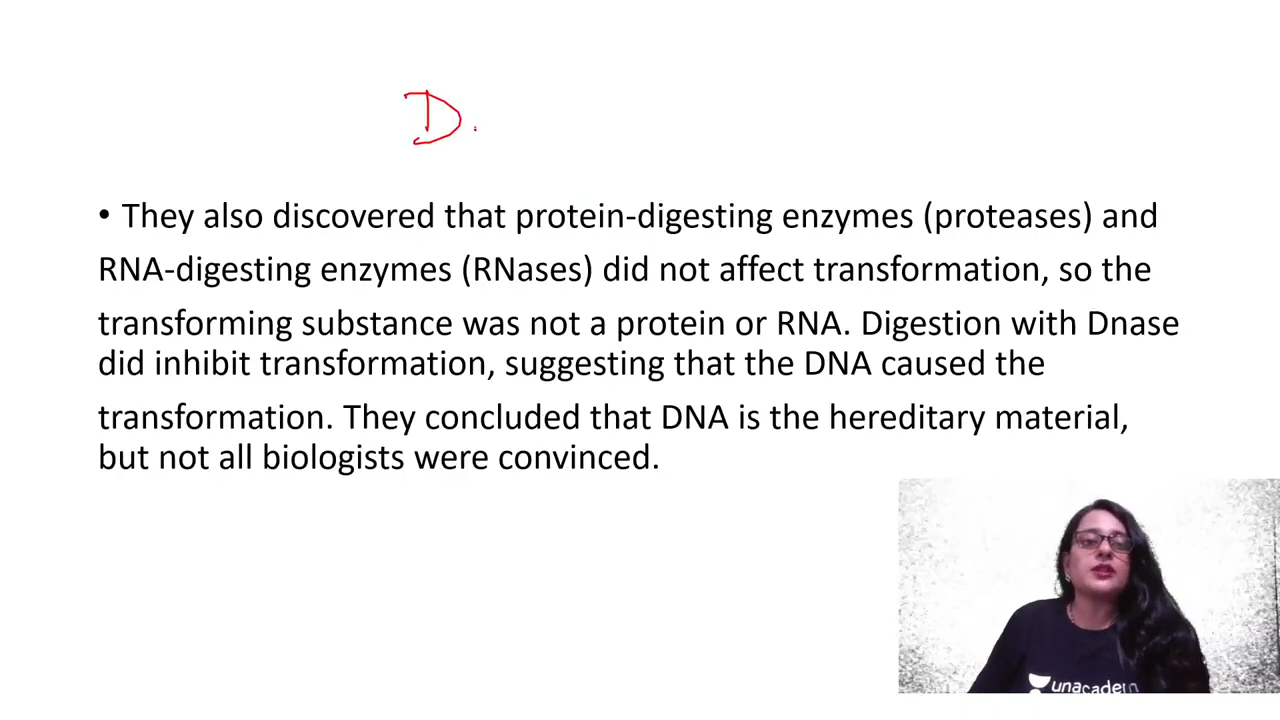 D.
• They also discovered that protein-digesting enzymes (proteases) and
RNA-digesting enzymes (RNases) did not affect transformation, so the
transforming substance was not a protein or RNA. Digestion with Dnase
did inhibit transformation, suggesting that the DNA caused the
transformation. They concluded that DNA is the hereditary material,
but not all biologists were convinced.
unacadem